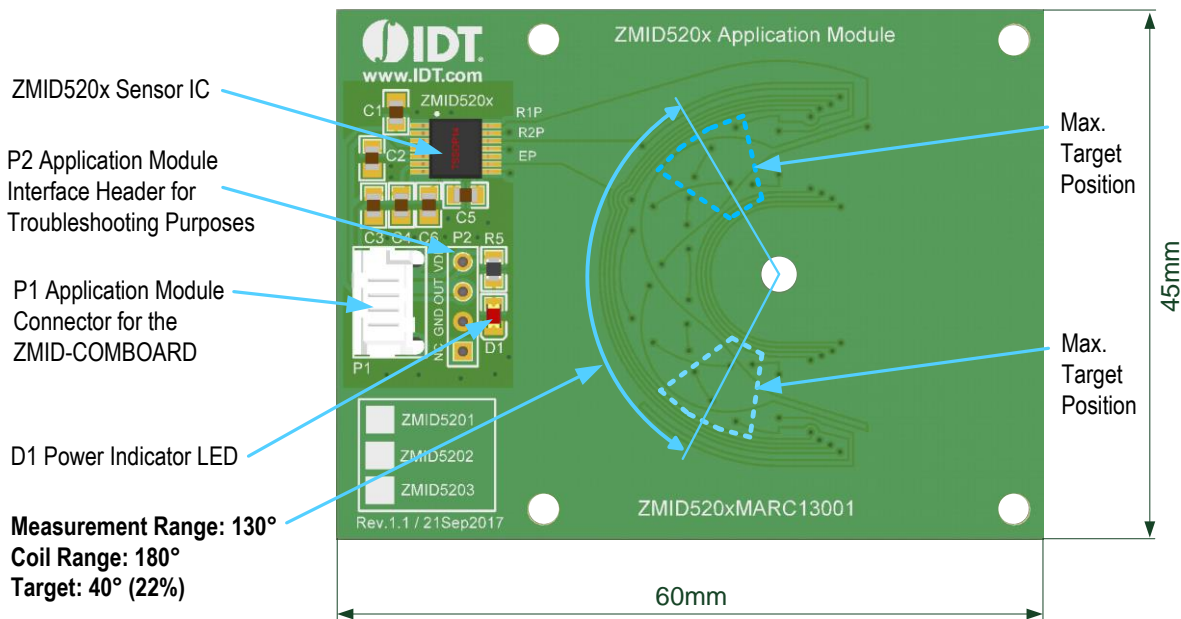 IDT
www.IDT.com
ZMID520x Application Module
ZMID520x Sensor IC
C1
ZMID520x
R1P
R2P
EP
C2
P2 Application Module
Interface Header for
Troubleshooting Purposes
C5
C3 C4 C6 P2 R5
VD
OUT
GND
NC
D1
P1
P1 Application Module
Connector for the
ZMID-COMBOARD
Max.
Target
Position
Max.
Target
Position
45mm
D1 Power Indicator LED
ZMID5201
ZMID5202
ZMID5203
Rev.1.1 / 21Sep2017
ZMID520xMARC13001
Measurement Range: 130°
Coil Range: 180°
Target: 40° (22%)
60mm